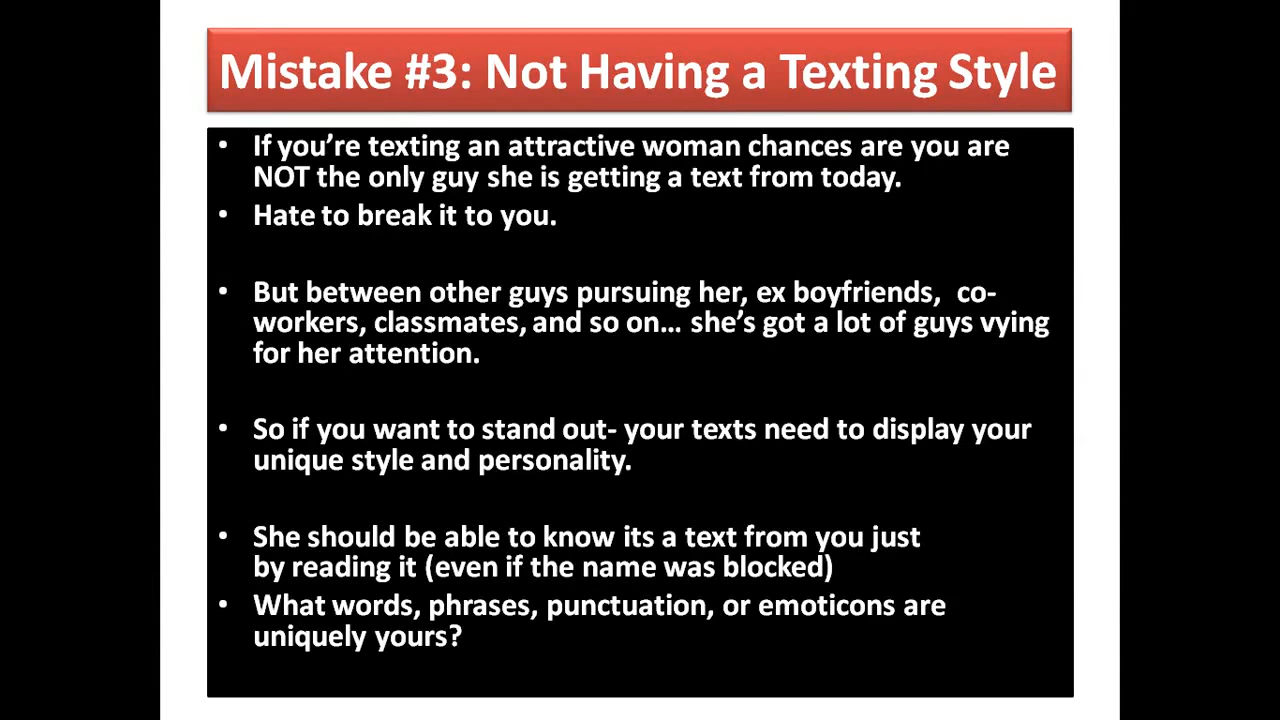 Mistake #3: Not Having a Texting Style
• If you're texting an attractive woman chances are you are
NOT the only guy she is getting a text from today.
• Hate to break it to you.
• But between other guys pursuing her, ex boyfriends,  co-
workers, classmates, and so on... she's got a lot of guys vying
for her attention.
• So if you want to stand out- your texts need to display your
unique style and personality.
• She should be able to know its a text from you just
by reading it (even if the name was blocked)
• What words, phrases, punctuation, or emoticons are
uniquely yours?